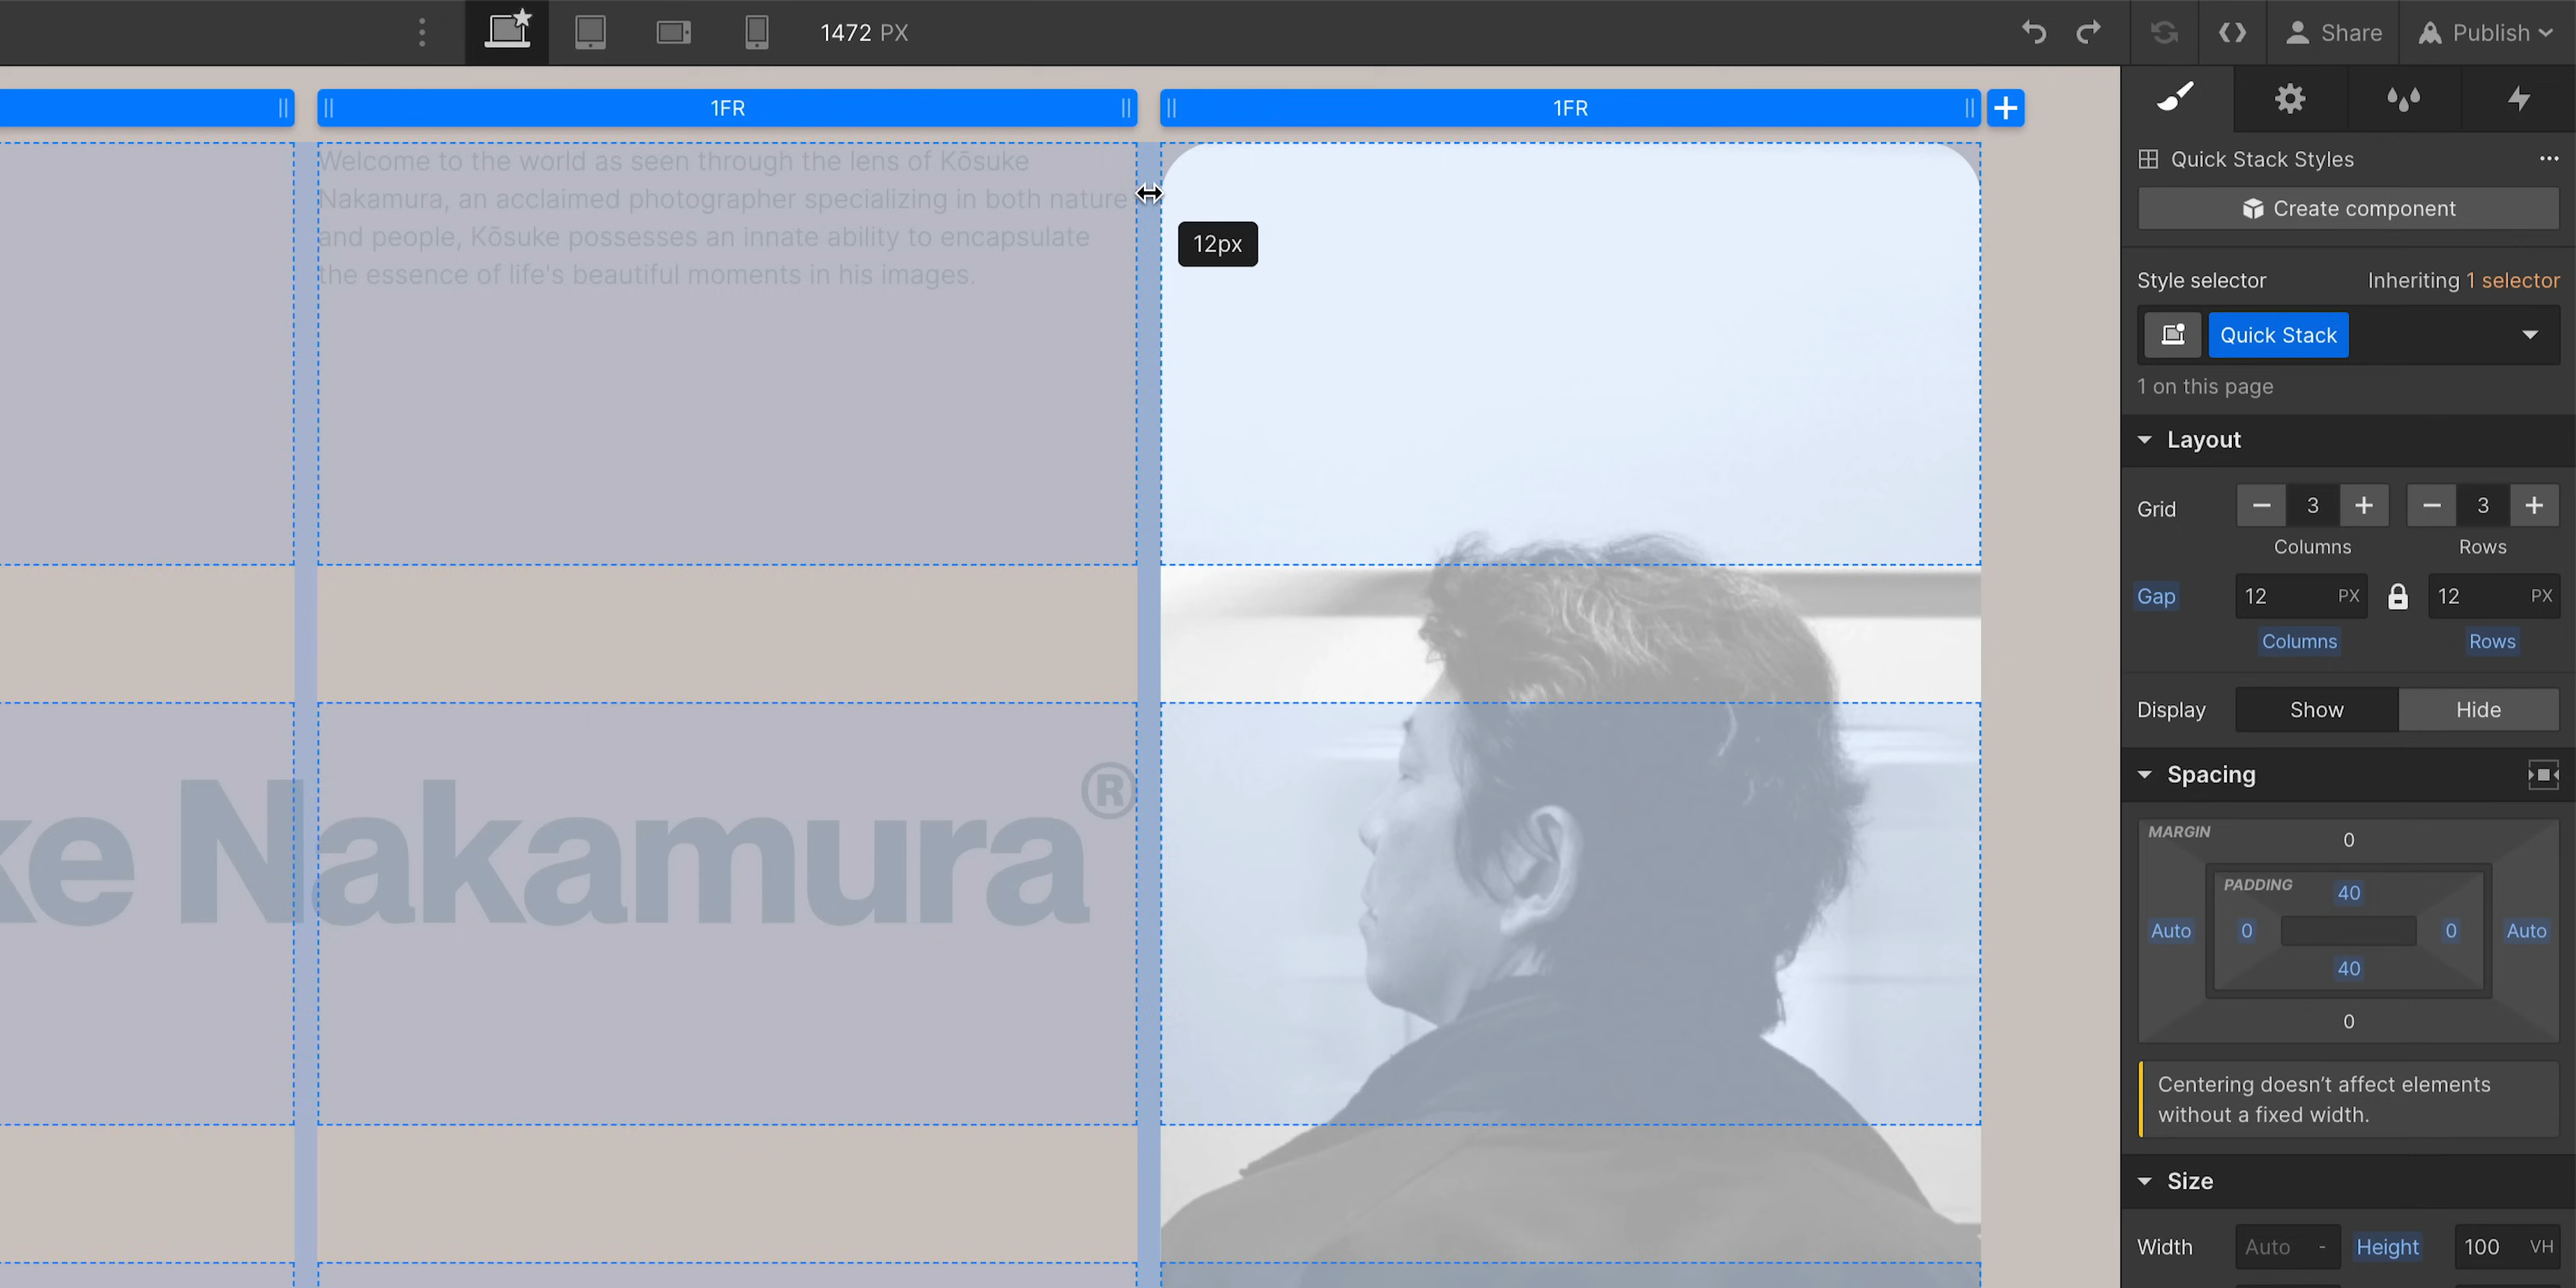 1472 PX
Share
Publish
1FR
1FR
Welcome to the world as seen through the lens of Kōsuke
Nakamura, an acclaimed photographer specializing in both nature
and people, Kōsuke possesses an innate ability to encapsulate
the essence of life's beautiful moments in his images.
12px
ke Nakamura®
Quick Stack Styles
Create component
Style selector
Inheriting 1 selector
Quick Stack
1 on this page
Layout
Grid
3
3
Columns
Rows
Gap
12 PX
12 PX
Columns
Rows
Display
Show
Hide
Spacing
MARGIN
0
PADDING
40
Auto
0
0
Auto
40
0
Centering doesn’t affect elements
without a fixed width.
Size
Width
Auto -
Height
100 VH